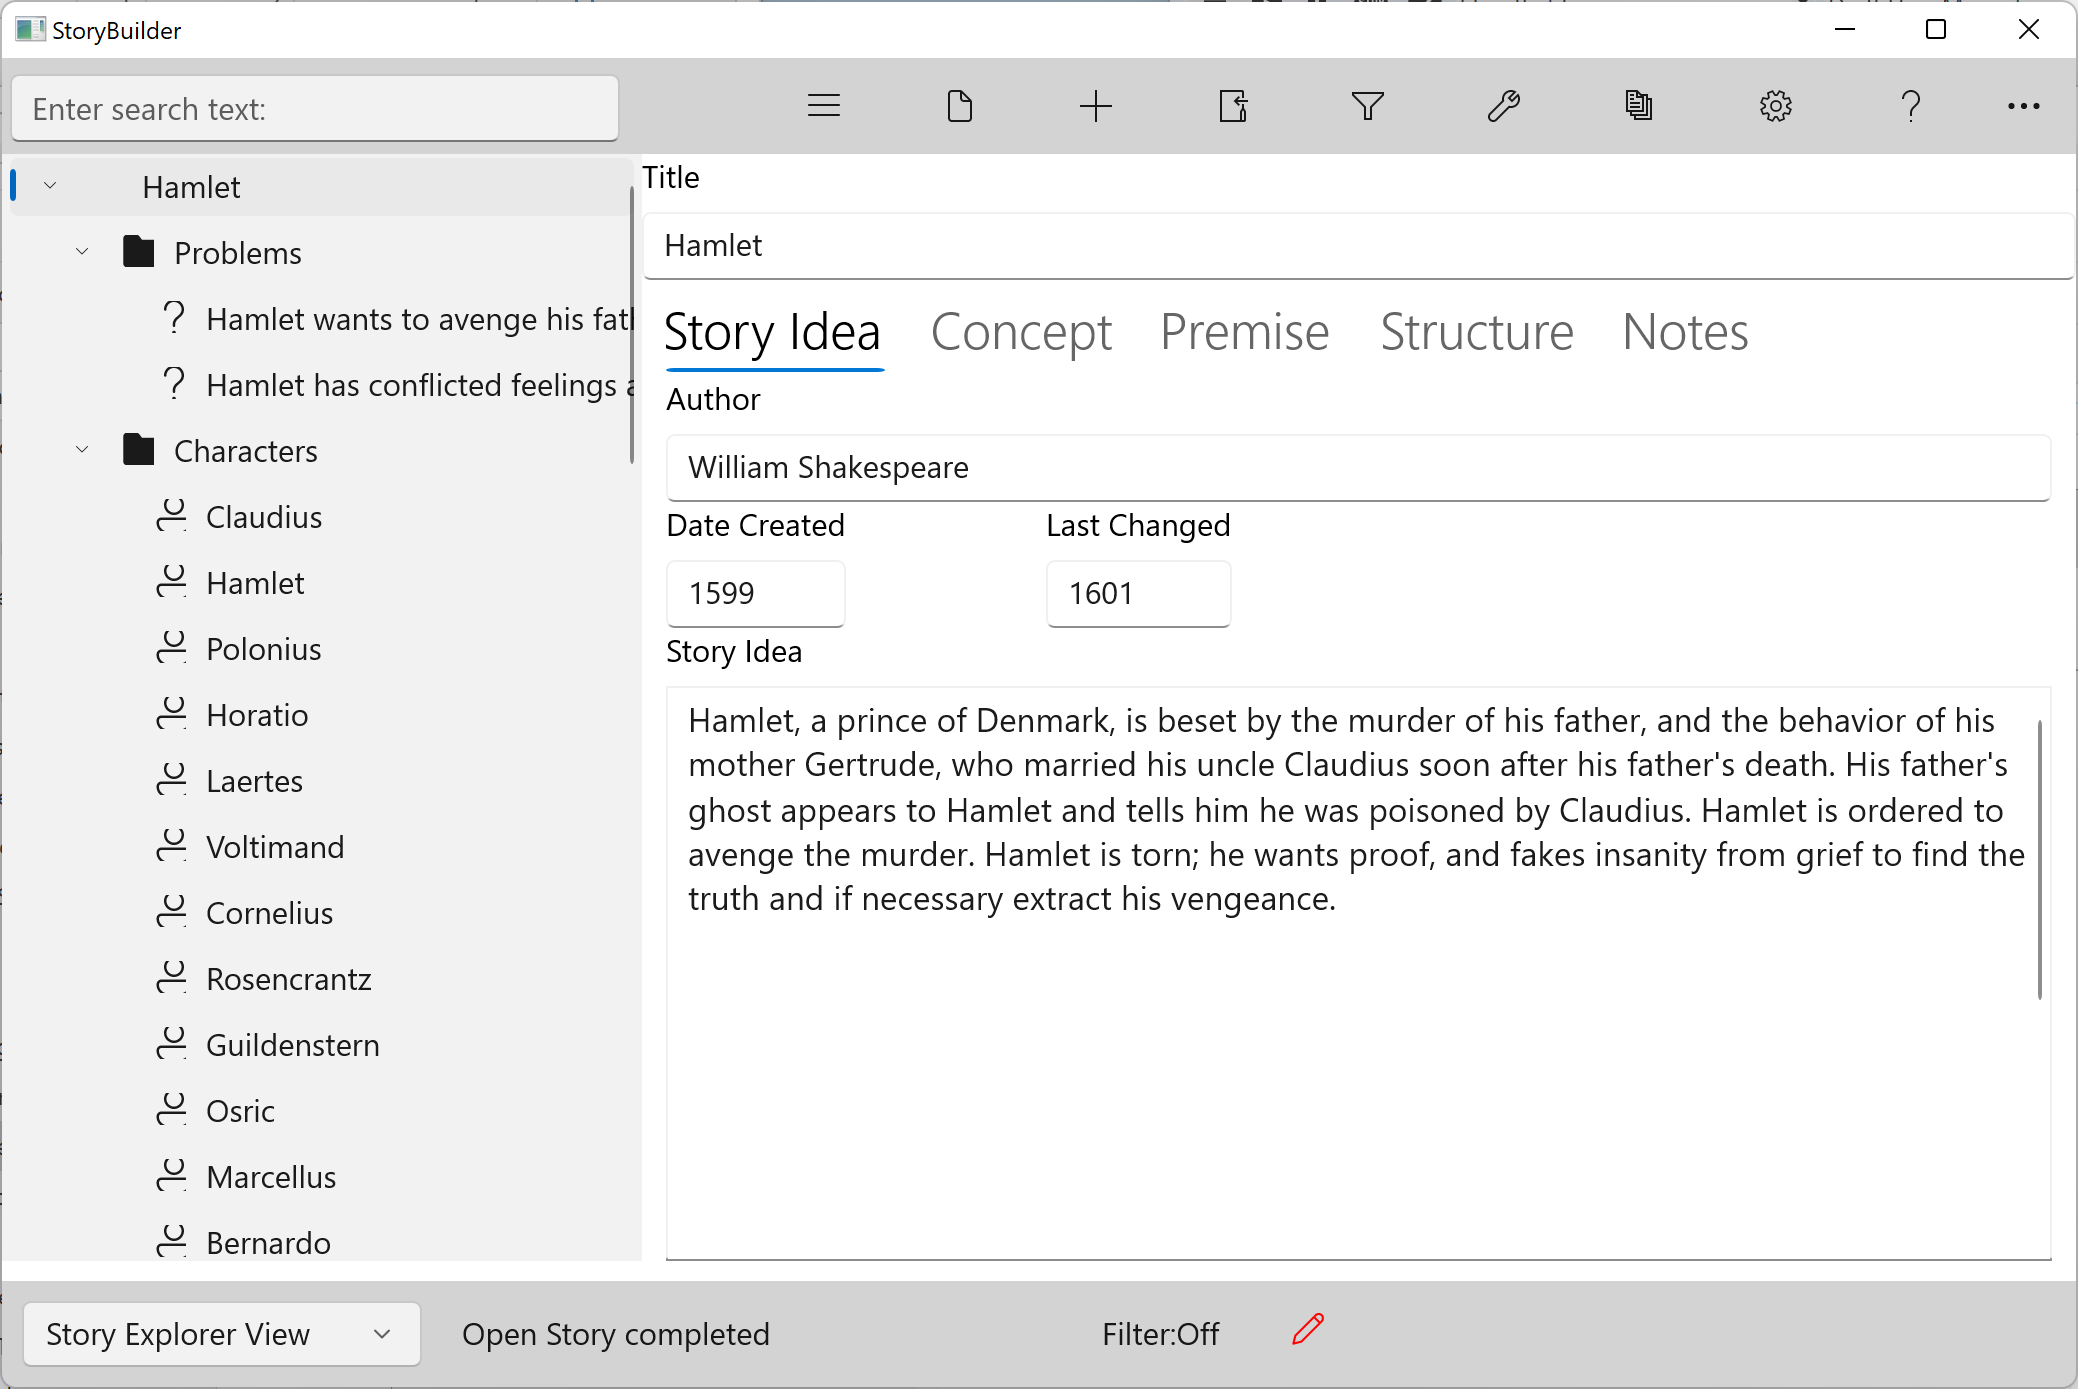 StoryBuilder
Enter search text:
Hamlet
Problems
Hamlet wants to avenge his fath
Hamlet has conflicted feelings a
Characters
Claudius
Hamlet
Polonius
Horatio
Laertes
Voltimand
Cornelius
Rosencrantz
Guildenstern
Osric
Marcellus
Bernardo
Title
Hamlet
Story Idea Concept Premise Structure Notes
Author
William Shakespeare
Date Created Last Changed
1599 1601
Story Idea
Hamlet, a prince of Denmark, is beset by the murder of his father, and the behavior of his
mother Gertrude, who married his uncle Claudius soon after his father's death. His father's
ghost appears to Hamlet and tells him he was poisoned by Claudius. Hamlet is ordered to
avenge the murder. Hamlet is torn; he wants proof, and fakes insanity from grief to find the
truth and if necessary extract his vengeance.
Story Explorer View Open Story completed Filter:Off